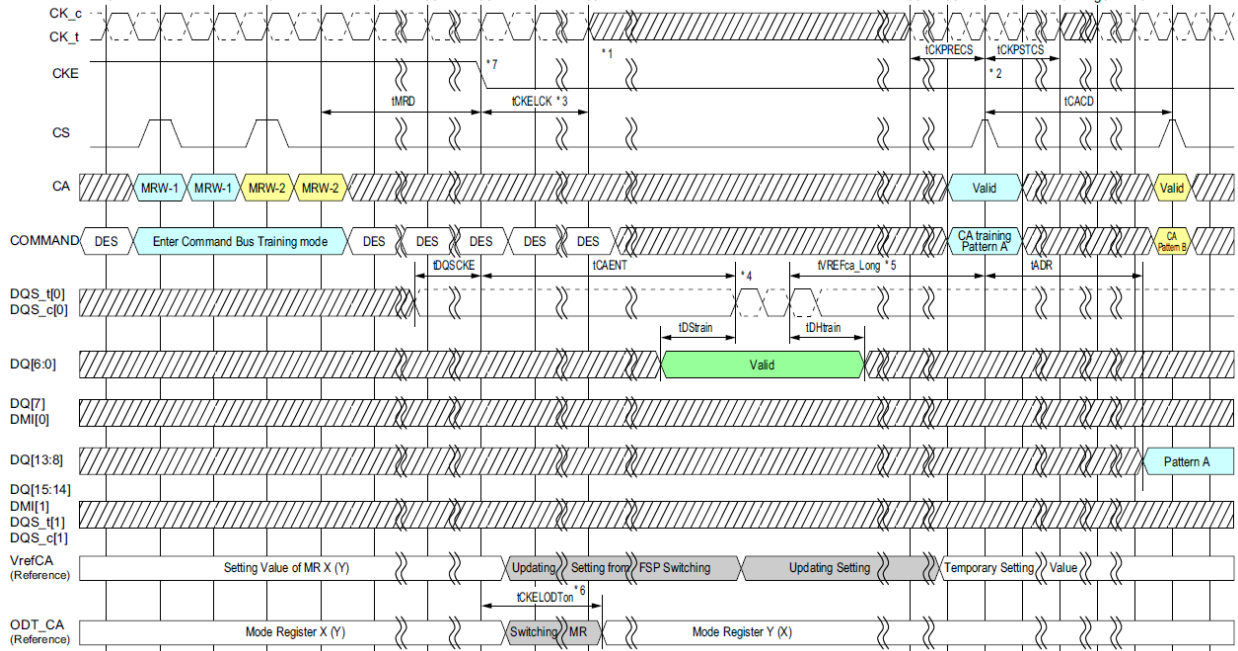 CK_c
CK_t
*1
tCKPRECS
tCKPSTCS
CKE
*7
*2
tMRD
tCKELCK *3
tCACD
CS
CA
MRW-1
MRW-1
MRW-2
MRW-2
Valid
Valid
COMMAND
DES
Enter Command Bus Training mode
DES
DES
DES
DES
DES
CA training
Pattern A
CA
Pattern B
tDQSCKE
tCAENT
*4
tVREFca_Long *5
tADR
DQS_t[0]
DQS_c[0]
tDStrain
tDHtrain
DQ[6:0]
Valid
DQ[7]
DMI[0]
DQ[13:8]
Pattern A
DQ[15:14]
DMI[1]
DQS_t[1]
DQS_c[1]
VrefCA
(Reference)
Setting Value of MR X (Y)
Updating Setting from FSP Switching
Updating Setting
Temporary Setting Value
tCKELODTon *6
ODT_CA
(Reference)
Mode Register X (Y)
Switching MR
Mode Register Y (X)